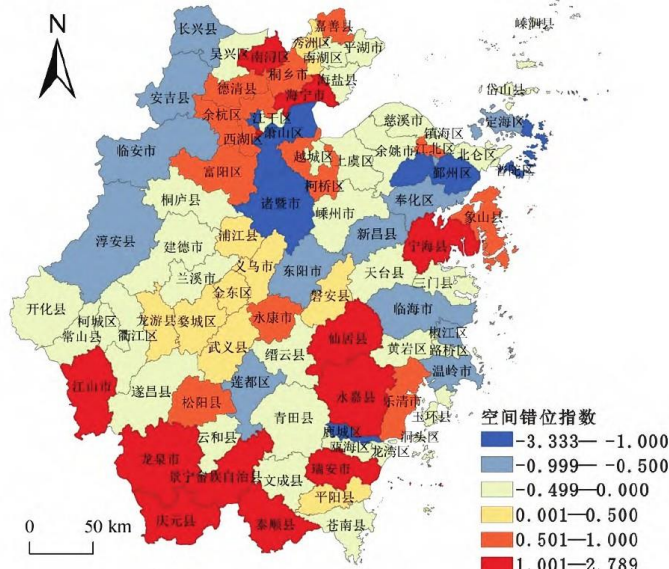 N
嵊泗县
长兴县
嘉善县
秀洲区
吴兴区
南浔区
南湖区
平湖市
桐乡市
海盐县
德清县
安吉县
海宁市
岱山县
余杭区
江干区
慈溪市
定海区
萧山区
镇海区
西湖区
临安市
越城区
上虞区
余姚市
江北区
北仑区
富阳区
鄞州区
普陀区
柯桥区
桐庐县
诸暨市
奉化区
嵊州市
象山县
浦江县
新昌县
淳安县
建德市
宁海县
义乌市
东阳市
天台县
兰溪市
三门县
金东区
磐安县
开化县
临海市
龙游县
婺城区
永康市
柯城区
常山县
衢江区
椒江区
仙居县
武义县
黄岩区
路桥区
缙云县
温岭市
江山市
莲都区
遂昌县
永嘉县
松阳县
乐清市
青田县
玉环县
空间错位指数
云和县
鹿城区
洞头区
-3.333— -1.000
瓯海区
龙湾区
龙泉市
-0.999— -0.500
景宁畲族自治县
瑞安市
文成县
-0.499—0.000
平阳县
0.001—0.500
庆元县
泰顺县
苍南县
0.501—1.000
0 50 km
1.001—2.789